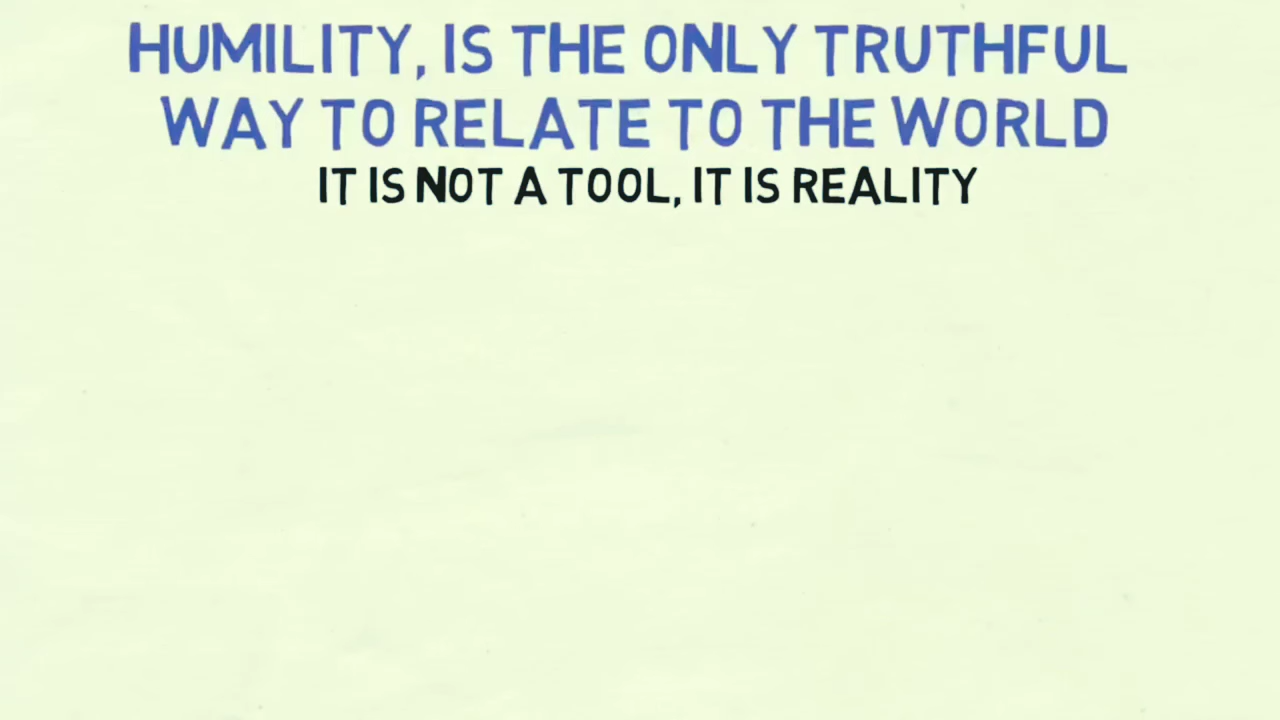 HUMILITY, IS THE ONLY TRUTHFUL
WAY TO RELATE TO THE WORLD
IT IS NOT A TOOL, IT IS REALITY